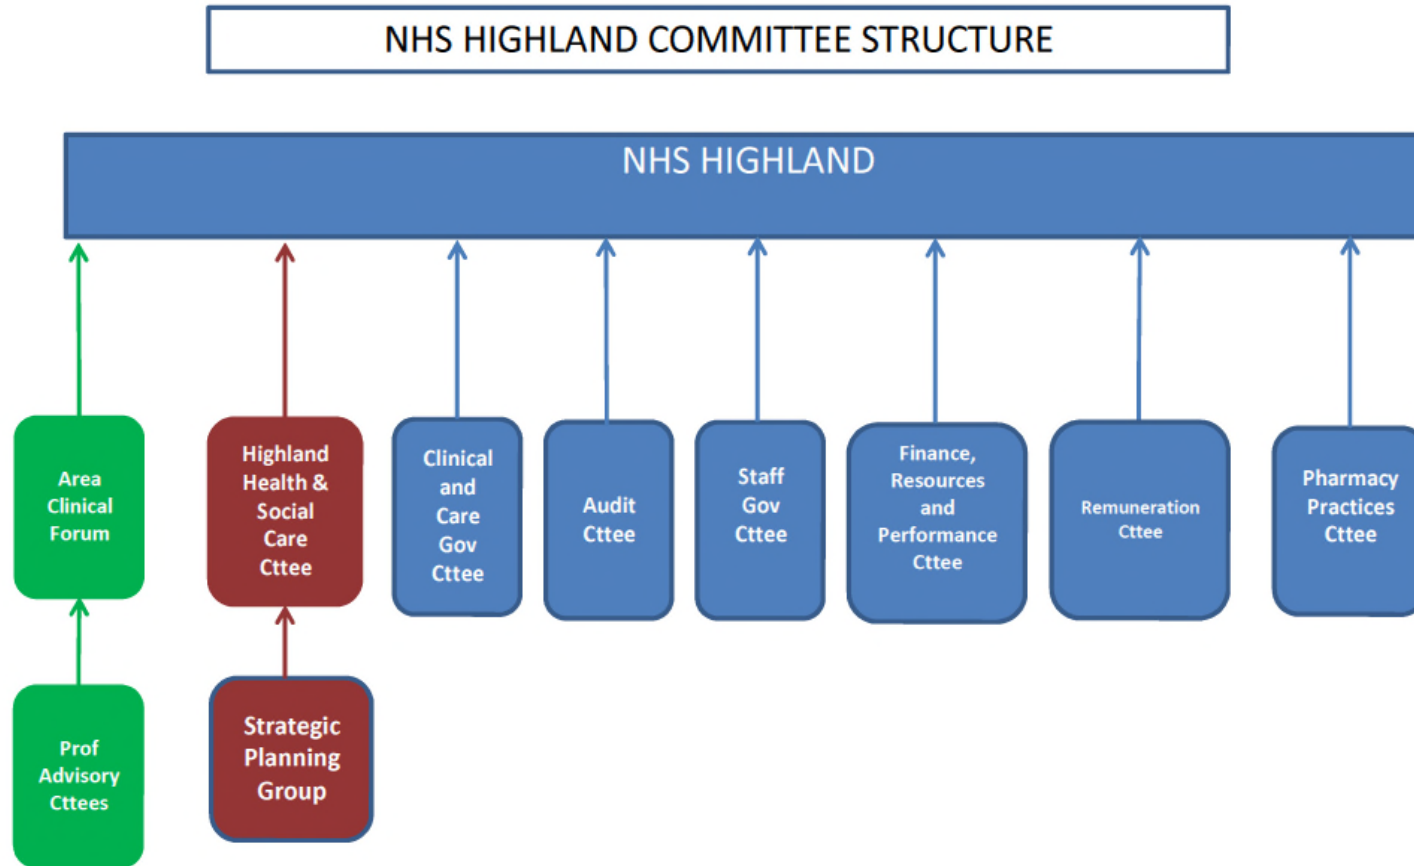 NHS HIGHLAND COMMITTEE STRUCTURE
NHS HIGHLAND
Area
Clinical
Forum
Highland
Health &
Social
Care
Cttee
Clinical
and
Care
Gov
Cttee
Audit
Cttee
Staff
Gov
Cttee
Finance,
Resources
and
Performance
Cttee
Remuneration
Cttee
Pharmacy
Practices
Cttee
Prof
Advisory
Cttees
Strategic
Planning
Group